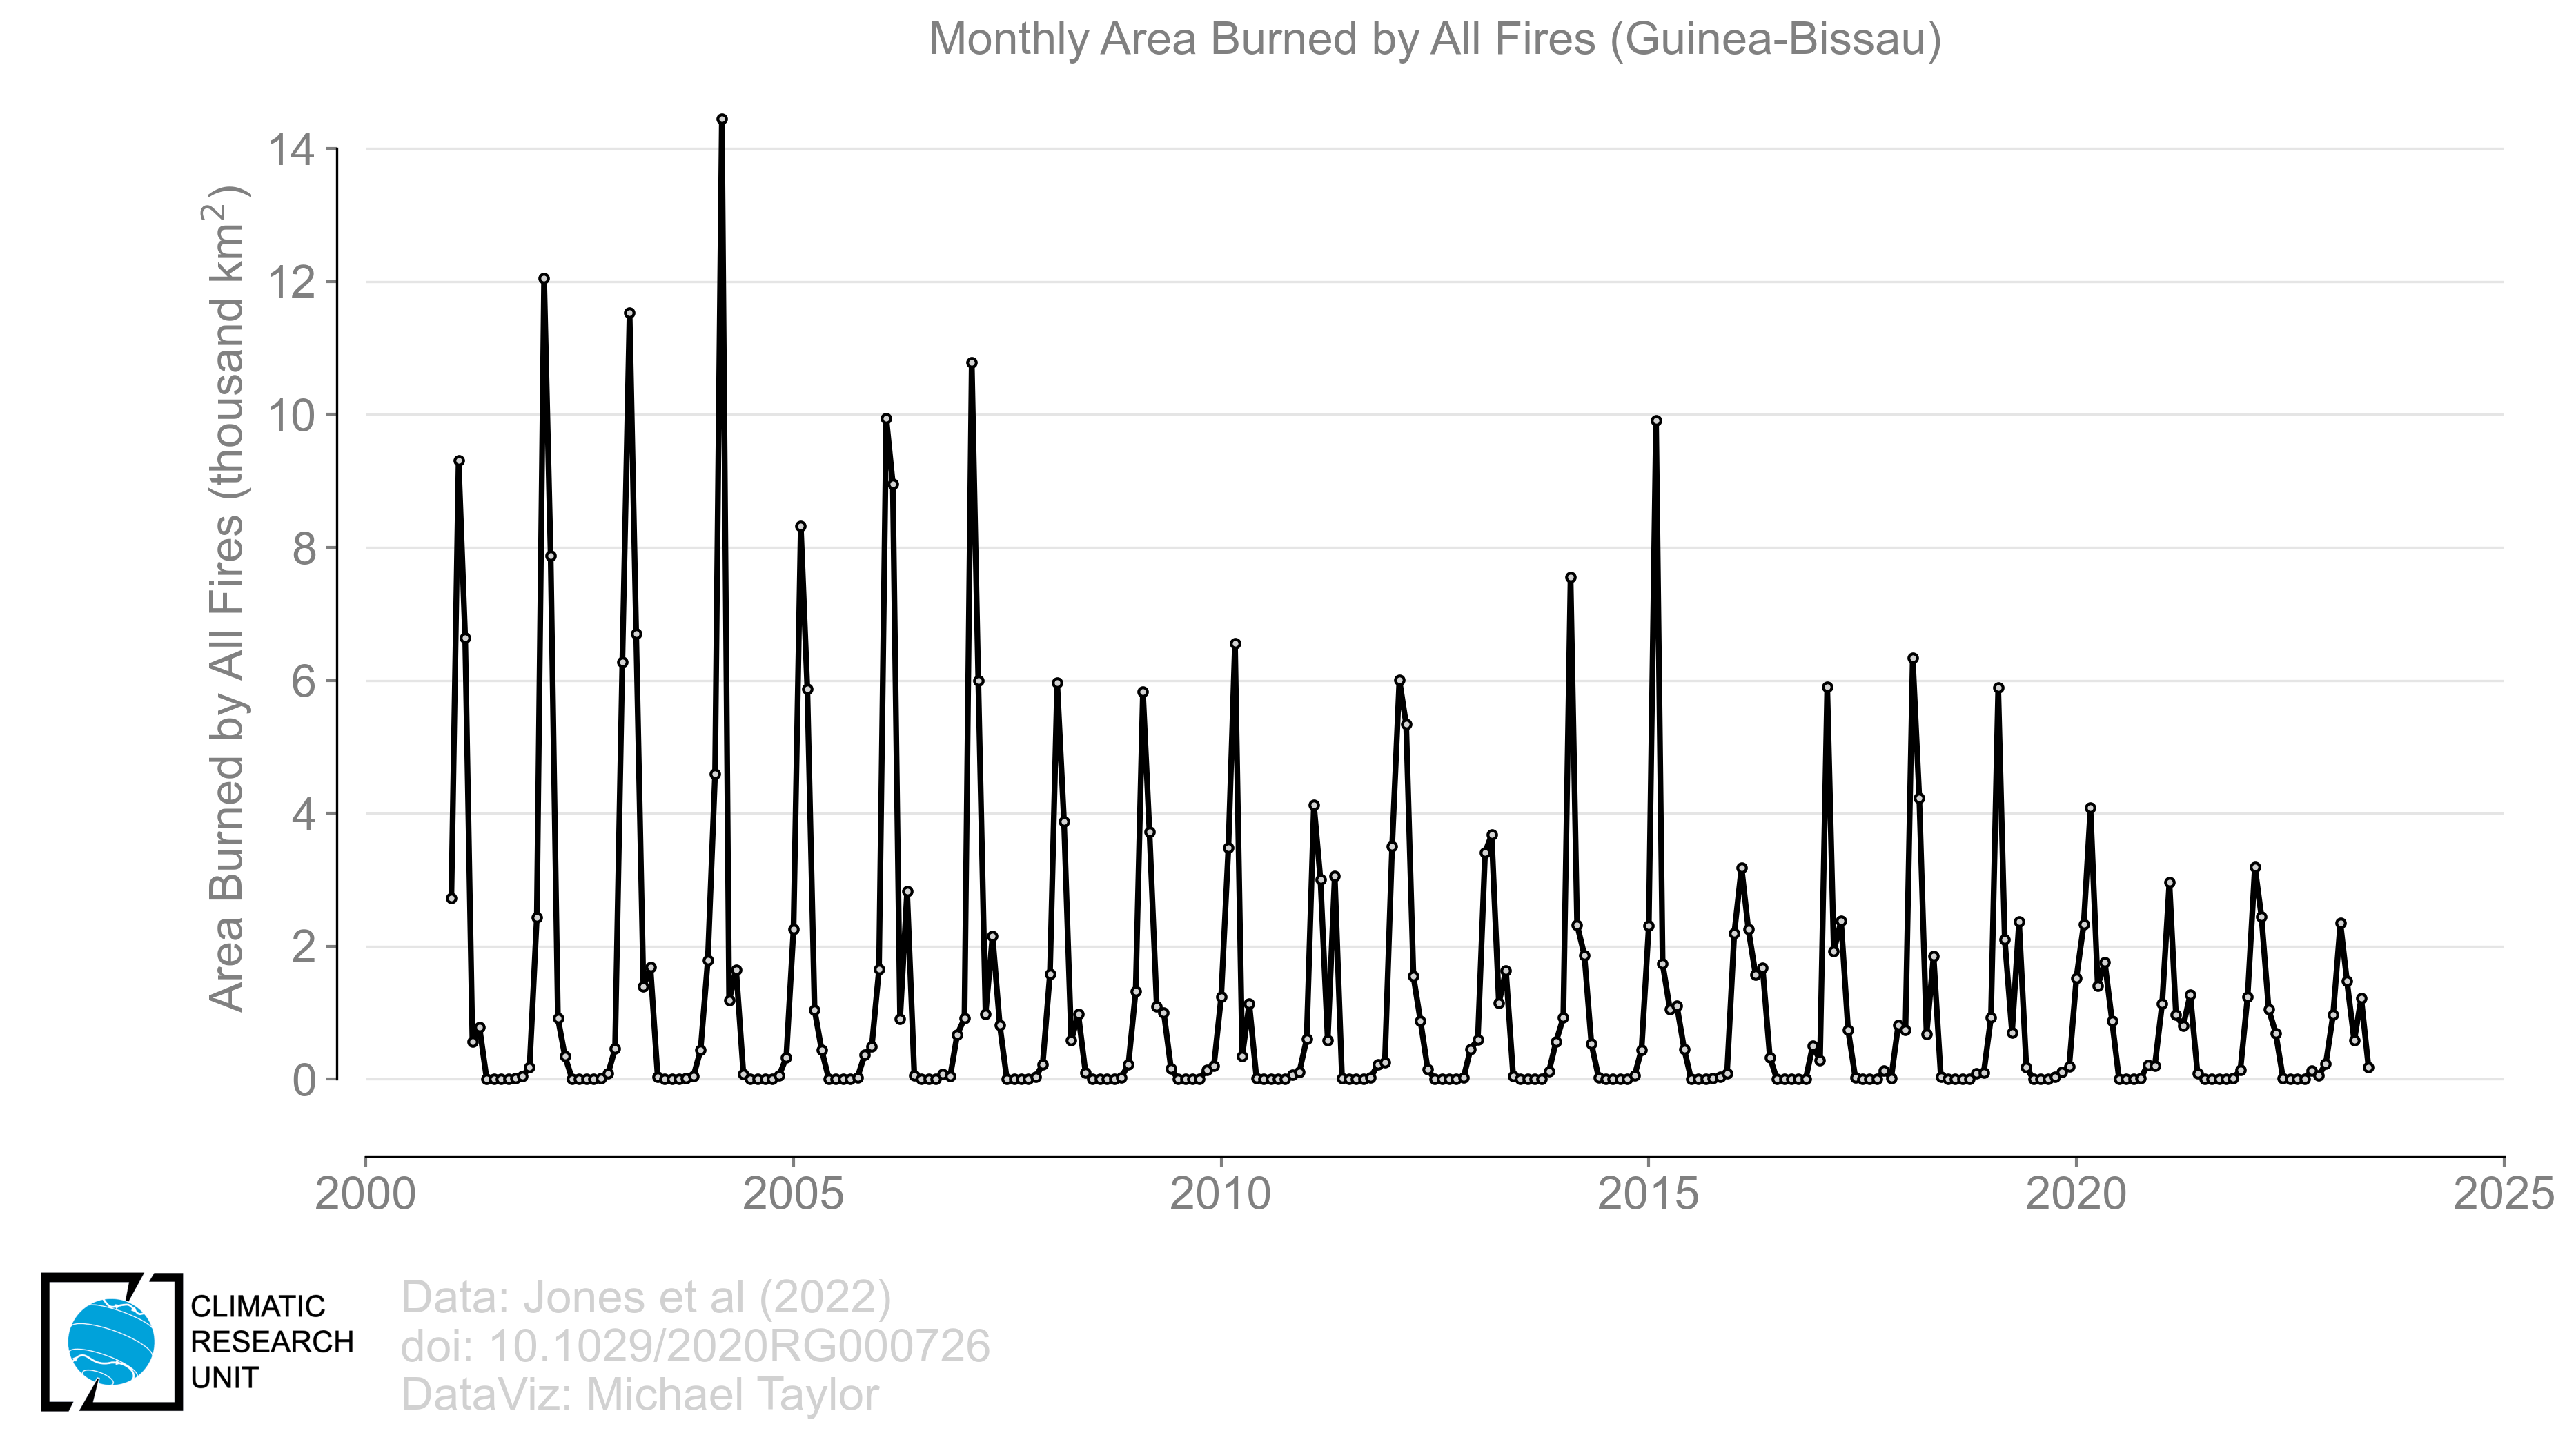 Monthly Area Burned by All Fires (Guinea-Bissau)
Area Burned by All Fires (thousand km²)
14
12
10
8
6
4
2
0
2000
2005
2010
2015
2020
2025
CLIMATIC
RESEARCH
UNIT
Data: Jones et al (2022)
doi: 10.1029/2020RG000726
DataViz: Michael Taylor